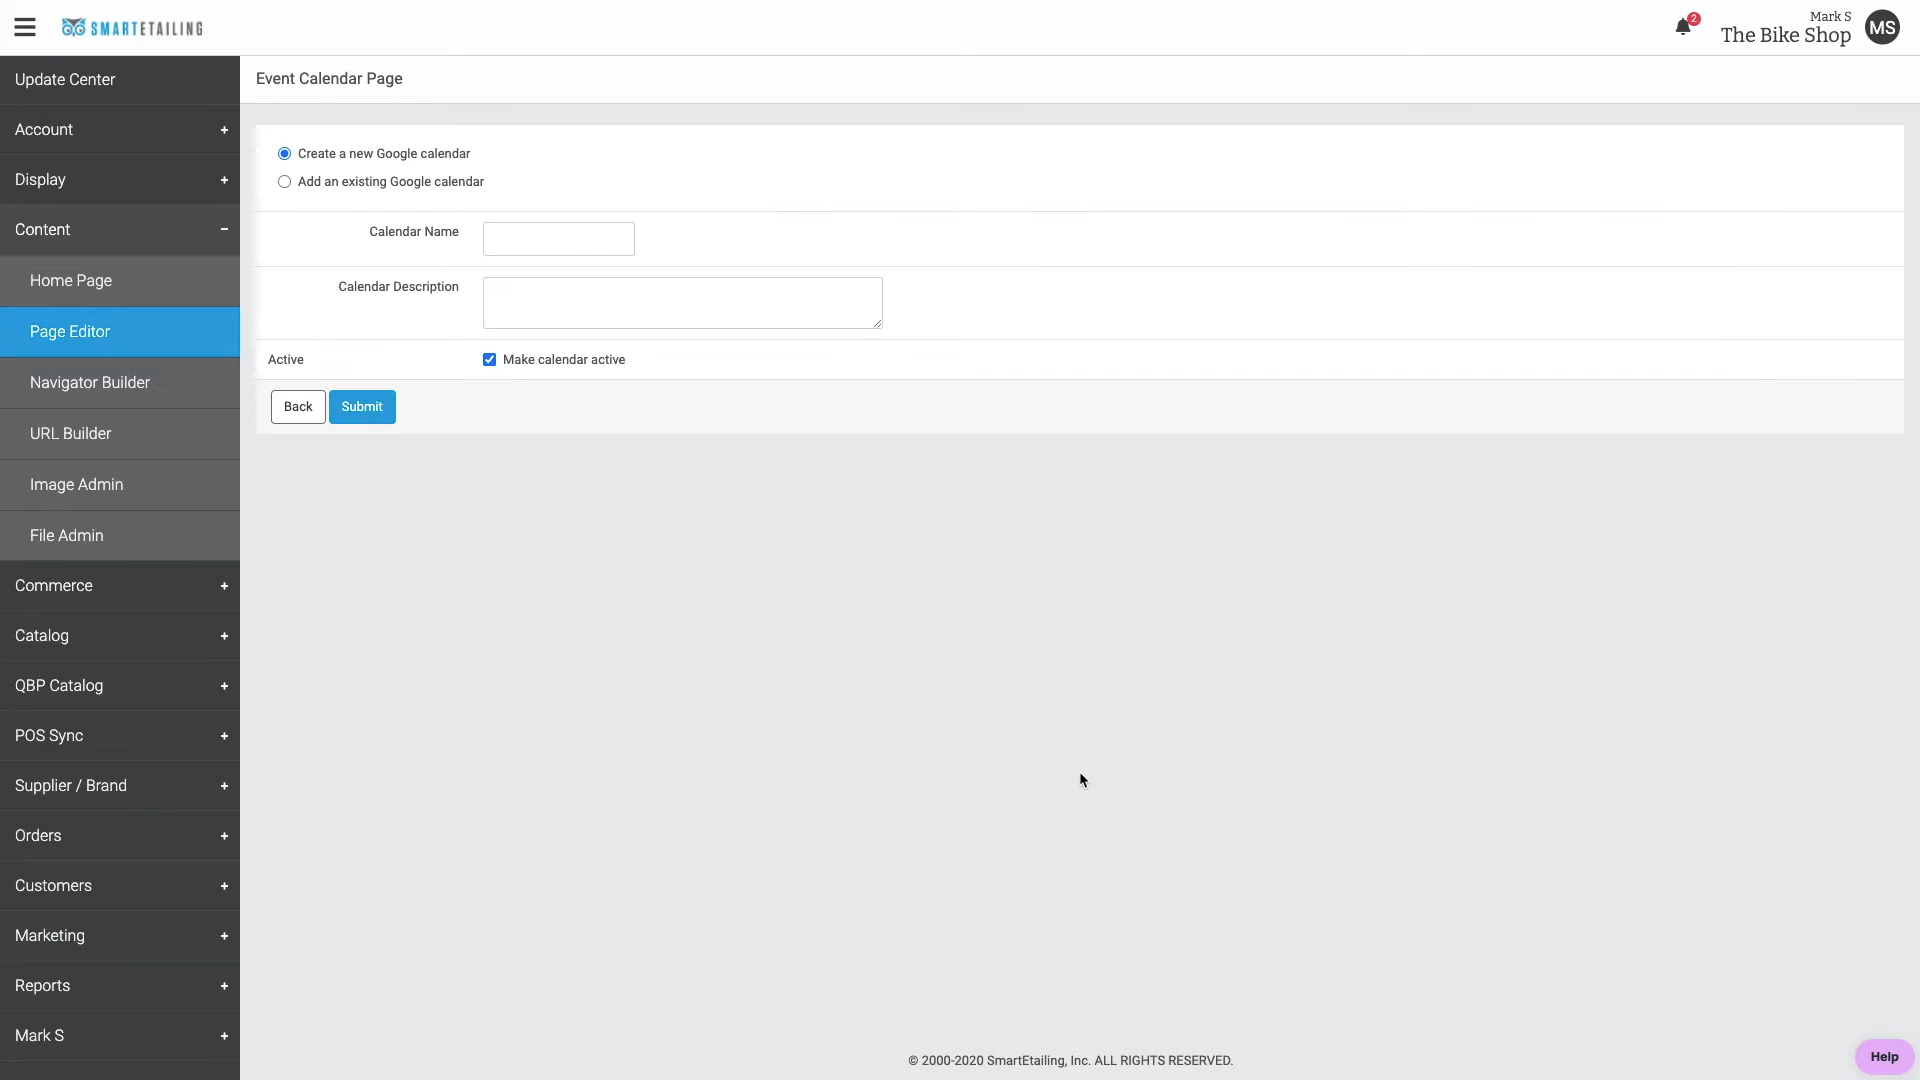 SMARTETAILING
2
Mark S
The Bike Shop
MS
Update Center
Account +
Display +
Content −
Home Page
Page Editor
Navigator Builder
URL Builder
Image Admin
File Admin
Commerce +
Catalog +
QBP Catalog +
POS Sync +
Supplier / Brand +
Orders +
Customers +
Marketing +
Reports +
Mark S +
Event Calendar Page
Create a new Google calendar
Add an existing Google calendar
Calendar Name
Calendar Description
Active Make calendar active
Back Submit
© 2000-2020 SmartEtailing, Inc. ALL RIGHTS RESERVED.
Help